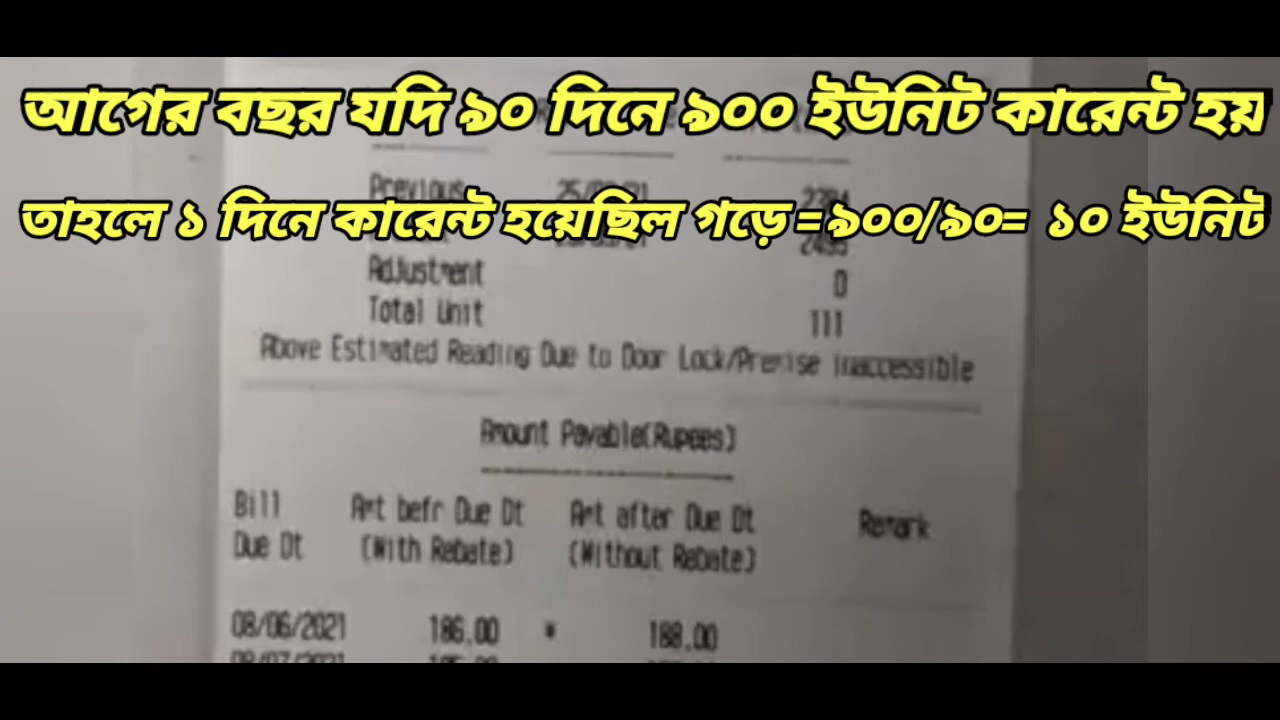 আগের বছর যদি ৯০ দিনে ৯০০ ইউনিট কারেন্ট হয়
Previous
তাহলে ১ দিনে কারেন্ট হয়েছিল গড়ে =৯০০/৯০= ১০ ইউনিট
2495
Adjustment 0
Total Unit 111
Above Estimated Reading Due to Door Lock/Premise inaccessible
Amount Payable(Rupees)
Bill Amt befr Due Dt Amt after Due Dt Remark
Due Dt (With Rebate) (Without Rebate)
08/06/2021 186.00 * 188.00